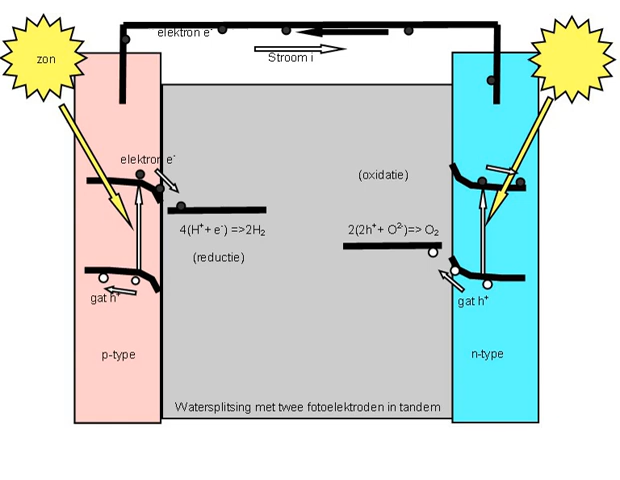 elektron e⁻
Stroom i
zon
elektron e⁻
(oxidatie)
4(H⁺+ e⁻) =>2H₂
2(2h⁺+ O²⁻)=> O₂
(reductie)
gat h⁺
gat h⁺
p-type
n-type
Watersplitsing met twee fotoelektroden in tandem